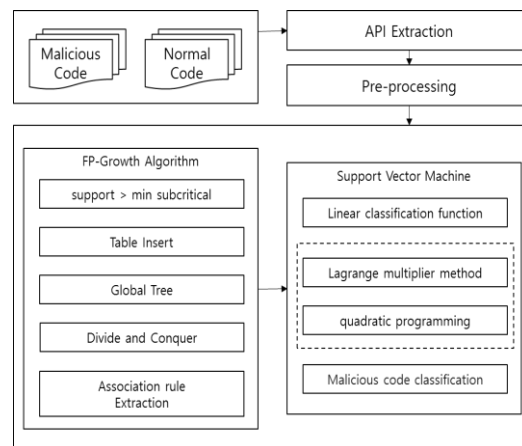 Malicious
Code
Normal
Code
API Extraction
Pre-processing
FP-Growth Algorithm
support > min subcritical
Table Insert
Global Tree
Divide and Conquer
Association rule
Extraction
Support Vector Machine
Linear classification function
Lagrange multiplier method
quadratic programming
Malicious code classification